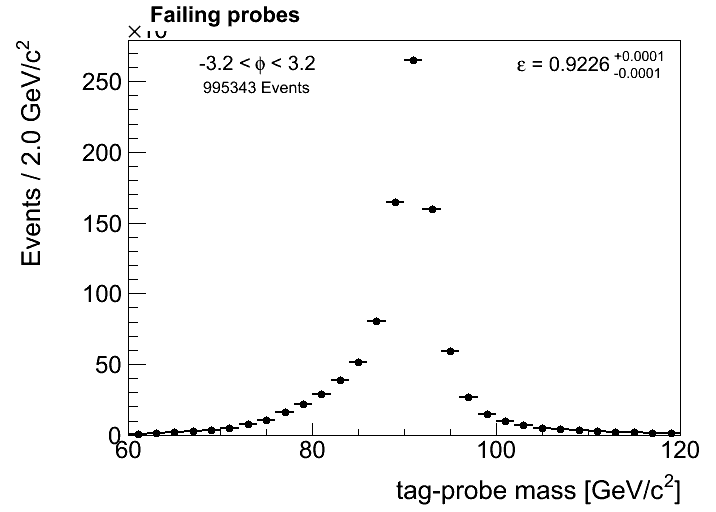 Failing probes
×10
-3.2 < ϕ < 3.2
995343 Events
ε = 0.9226 +0.0001 -0.0001
Events / 2.0 GeV/c²
250
200
150
100
50
0
60
80
100
120
tag-probe mass [GeV/c²]